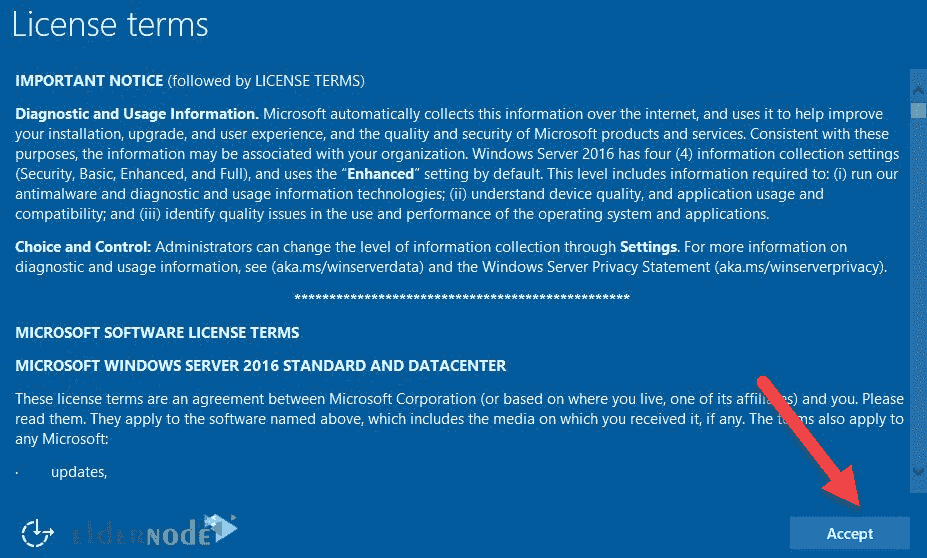 License terms
IMPORTANT NOTICE (followed by LICENSE TERMS)
Diagnostic and Usage Information. Microsoft automatically collects this information over the internet, and uses it to help improve
your installation, upgrade, and user experience, and the quality and security of Microsoft products and services. Consistent with these
purposes, the information may be associated with your organization. Windows Server 2016 has four (4) information collection settings
(Security, Basic, Enhanced, and Full), and uses the “Enhanced” setting by default. This level includes information required to: (i) run our
antimalware and diagnostic and usage information technologies; (ii) understand device quality, and application usage and
compatibility; and (iii) identify quality issues in the use and performance of the operating system and applications.
Choice and Control: Administrators can change the level of information collection through Settings. For more information on
diagnostic and usage information, see (aka.ms/winserverdata) and the Windows Server Privacy Statement (aka.ms/winserverprivacy).
************************************************
MICROSOFT SOFTWARE LICENSE TERMS
MICROSOFT WINDOWS SERVER 2016 STANDARD AND DATACENTER
These license terms are an agreement between Microsoft Corporation (or based on where you live, one of its affiliates) and you. Please
read them. They apply to the software named above, which includes the media on which you received it, if any. The terms also apply to
any Microsoft:
· updates,
elderNODE
Accept